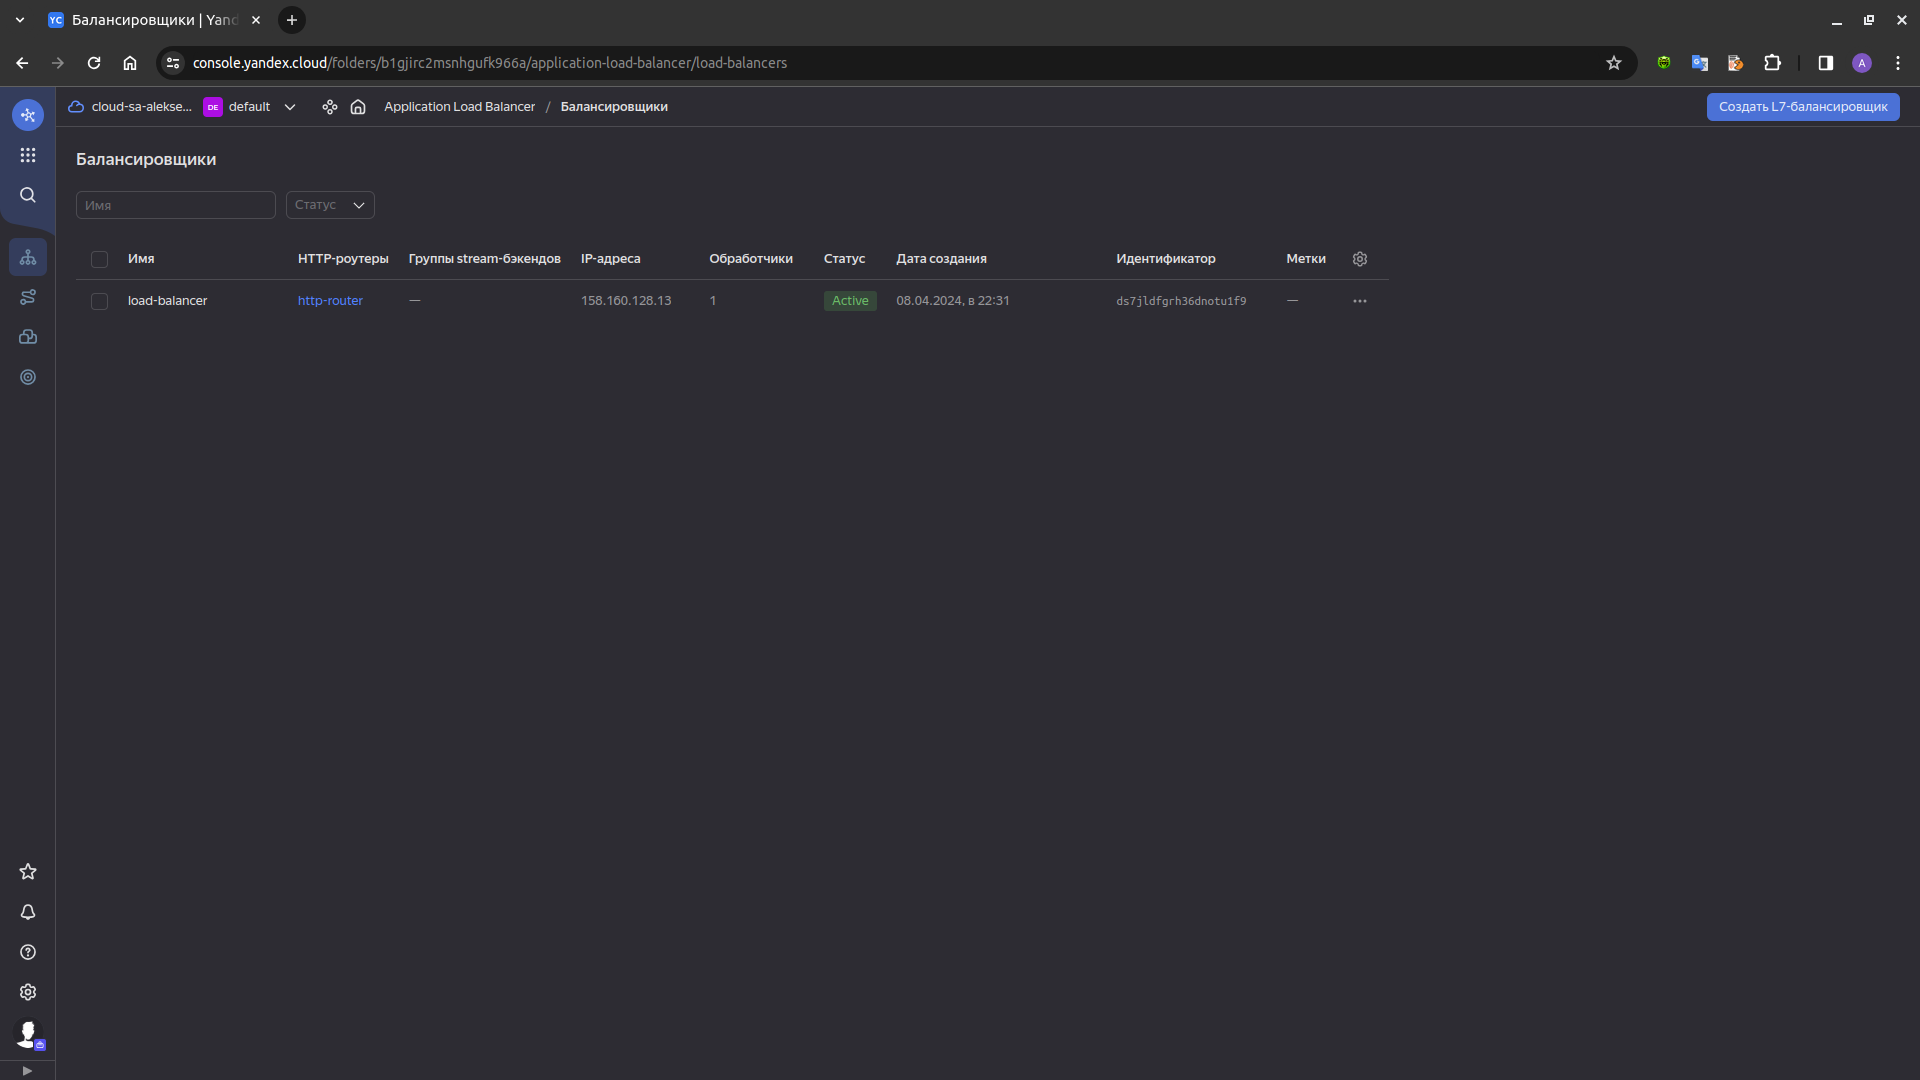 YC Балансировщики | Yand
console.yandex.cloud/folders/b1gjirc2msnhgufk966a/application-load-balancer/load-balancers
A
cloud-sa-alekse... DE default Application Load Balancer / Балансировщики Создать L7-балансировщик
Балансировщики
Имя Статус
Имя HTTP-роутеры Группы stream-бэкендов IP-адреса Обработчики Статус Дата создания Идентификатор Метки
load-balancer http-router — 158.160.128.13 1 Active 08.04.2024, в 22:31 ds7jldfgrh36dnotu1f9 —